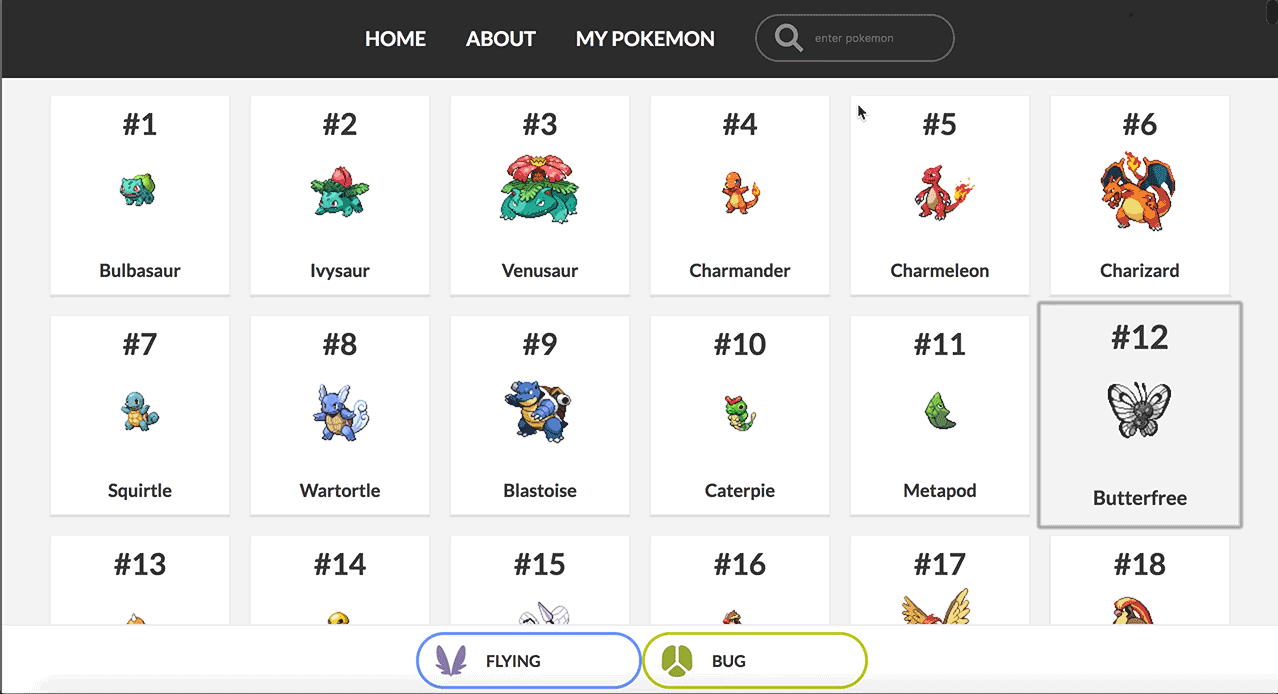 HOME ABOUT MY POKEMON enter pokemon
#1 #2 #3 #4 #5 #6
Bulbasaur Ivysaur Venusaur Charmander Charmeleon Charizard
#7 #8 #9 #10 #11 #12
Squirtle Wartortle Blastoise Caterpie Metapod Butterfree
#13 #14 #15 #16 #17 #18
FLYING BUG